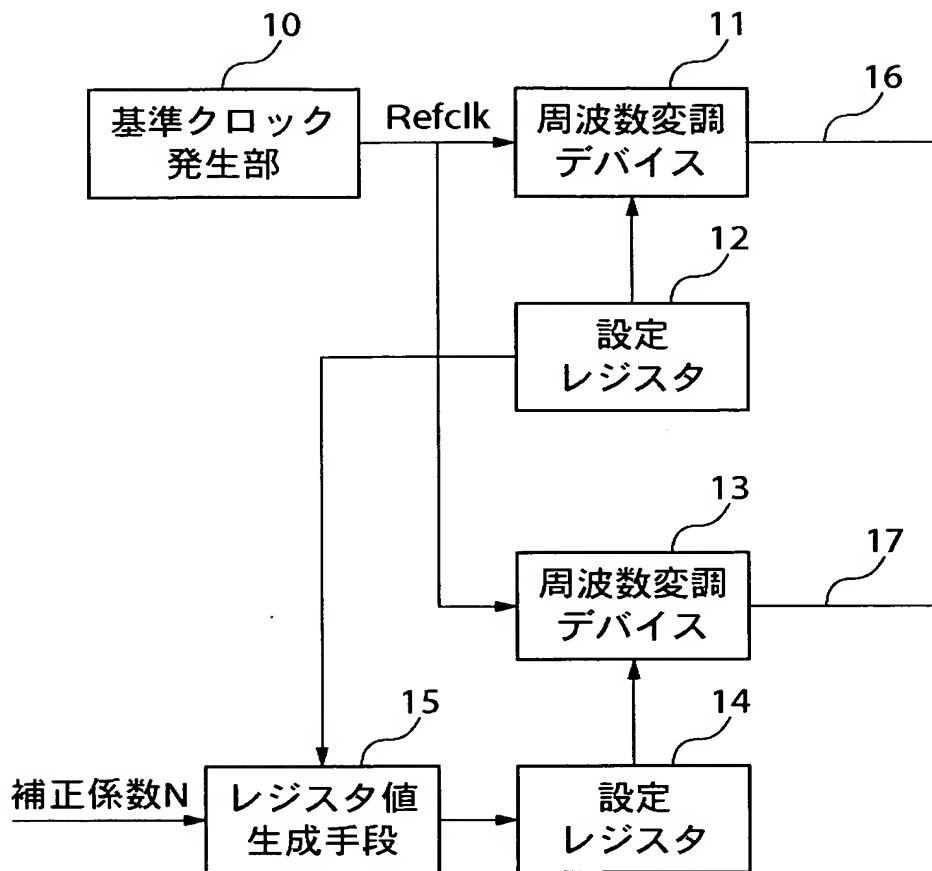 10
基準クロック
発生部
Refclk
11
周波数変調
デバイス
16
12
設定
レジスタ
13
周波数変調
デバイス
17
補正係数N
15
レジスタ値
生成手段
14
設定
レジスタ